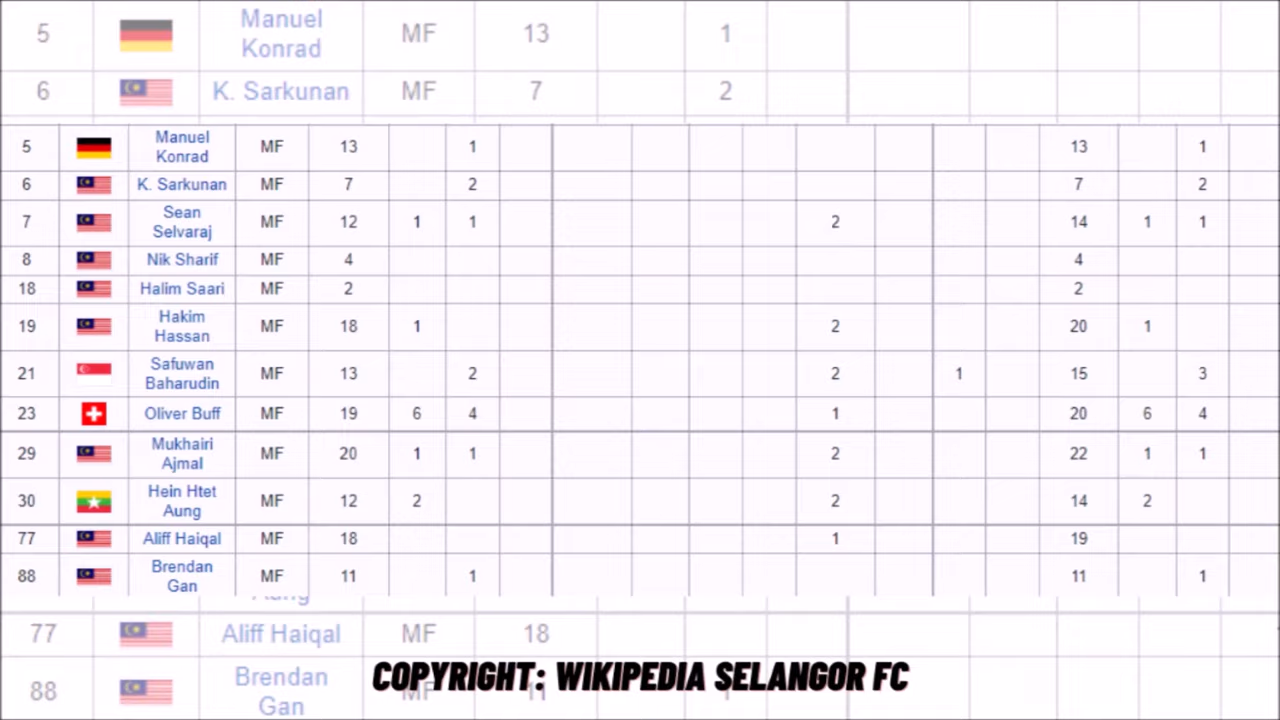 5 Manuel Konrad MF 13 1
6 K. Sarkunan MF 7 2
5 Manuel Konrad MF 13 1 13 1
6 K. Sarkunan MF 7 2 7 2
7 Sean Selvaraj MF 12 1 1 2 14 1 1
8 Nik Sharif MF 4 4
18 Halim Saari MF 2 2
19 Hakim Hassan MF 18 1 2 20 1
21 Safuwan Baharudin MF 13 2 2 1 15 3
23 Oliver Buff MF 19 6 4 1 20 6 4
29 Mukhairi Ajmal MF 20 1 1 2 22 1 1
30 Hein Htet Aung MF 12 2 2 14 2
77 Aliff Haiqal MF 18 1 19
88 Brendan Gan MF 11 1 11 1
Aung
77 Aliff Haiqal MF 18
88 Brendan Gan MF 11
COPYRIGHT: WIKIPEDIA SELANGOR FC